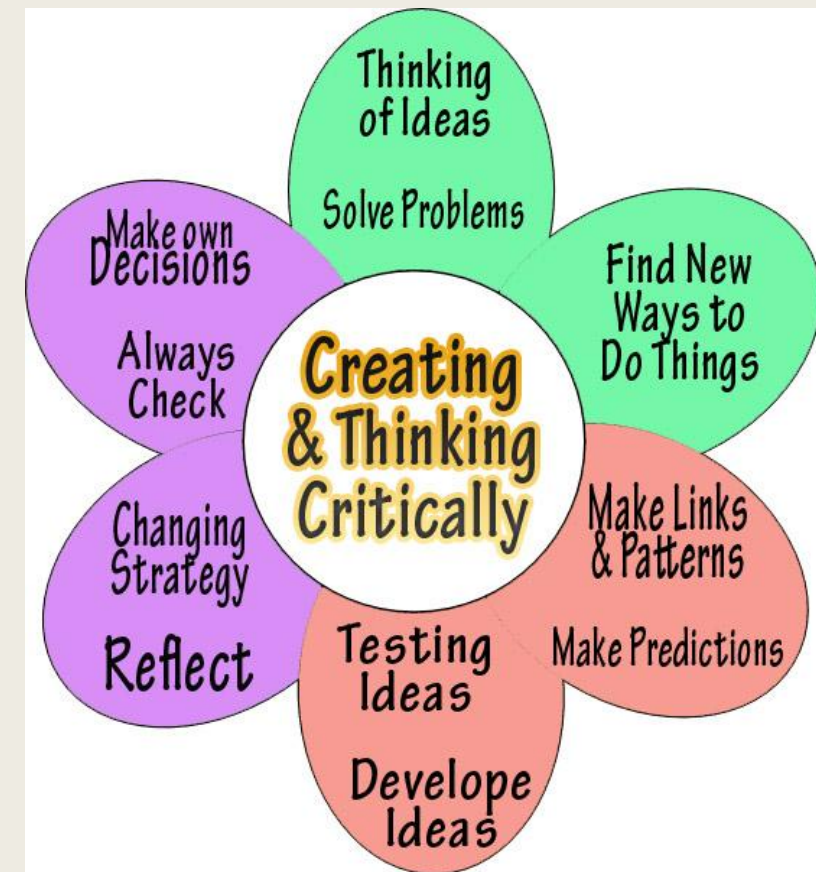 Creating
& Thinking
Critically
Thinking
of Ideas
Solve Problems
Find New
Ways to
Do Things
Make Links
& Patterns
Make Predictions
Testing
Ideas
Develope
Ideas
Changing
Strategy
Reflect
Make own
Decisions
Always
Check